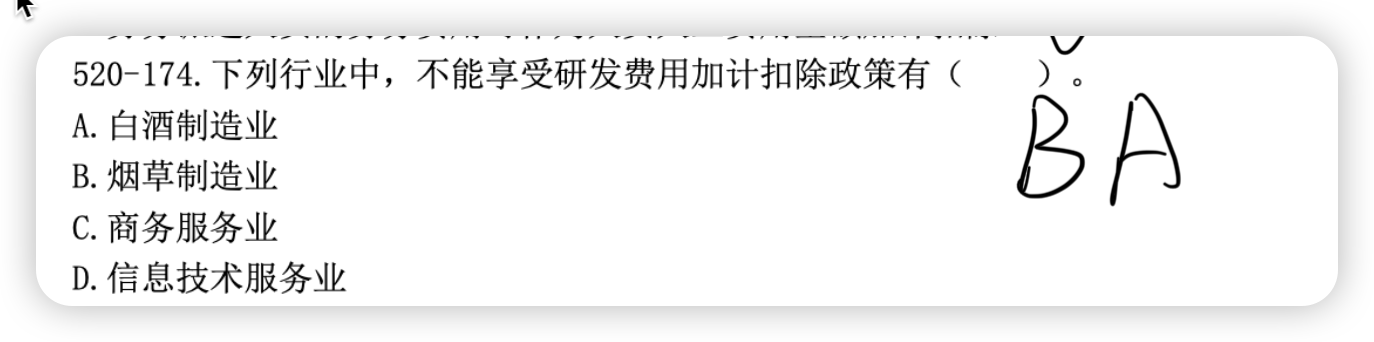 520-174.下列行业中，不能享受研发费用加计扣除政策有（　　）。
A.白酒制造业
B.烟草制造业
C.商务服务业
D.信息技术服务业
BA